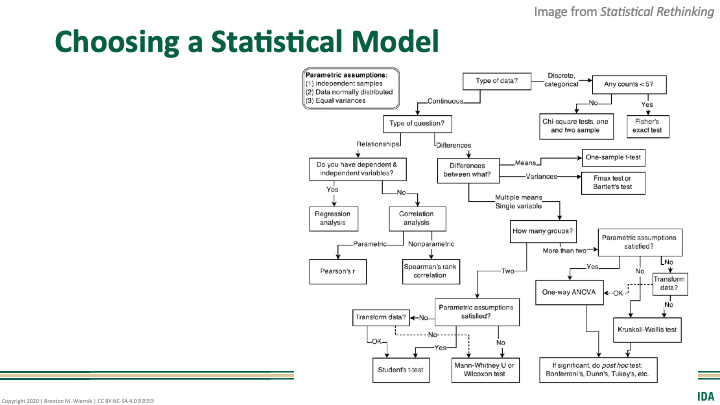 Image from Statistical Rethinking
Choosing a Statistical Model
Parametric assumptions:
(1) Independent samples
(2) Data normally distributed
(3) Equal variances
Type of data?
Discrete,
categorical
Any counts < 5?
Continuous
No
Yes
Chi-square tests, one
and two sample
Fisher's
exact test
Type of question?
Relationships
Differences
Do you have dependent &
independent variables?
Differences
between what?
Means
One-sample t-test
Variances
Fmax test or
Bartlett's test
Yes
No
Multiple means
Single variable
Regression
analysis
Correlation
analysis
How many groups?
Parametric assumptions
satisfied?
Parametric
Nonparametric
More than two
Pearson's r
Spearman's rank
correlation
Two
Yes
No
No
Transform
data?
One-way ANOVA
OK
No
Parametric assumptions
satisfied?
Transform data?
No
Kruskall-Wallis test
No
OK
Yes
No
Student's t-test
Mann-Whitney U or
Wilcoxon test
If significant, do post hoc test:
Bonferroni's, Dunn's, Tukey's, etc.
Copyright 2020 | Brenton M. Wiernik | CC BY-NC-SA 4.0
IDA